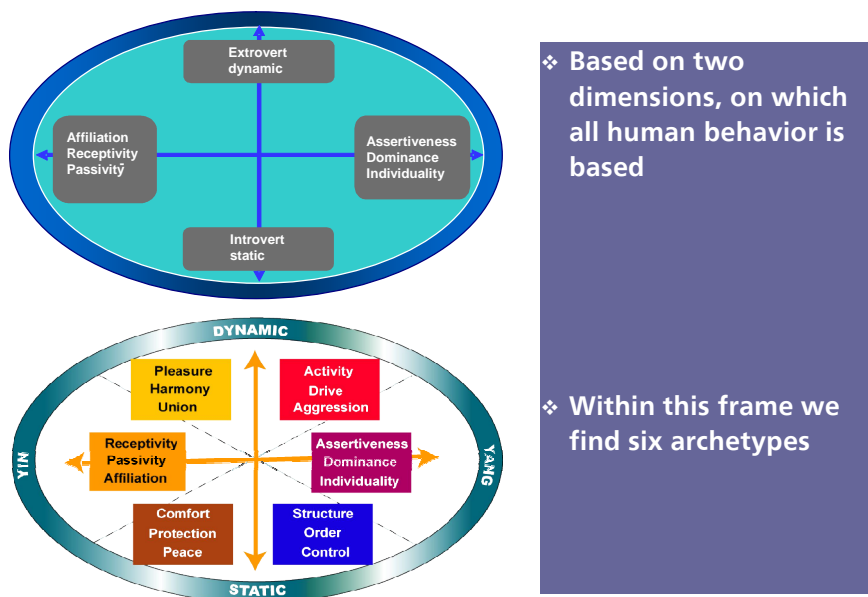 Extrovert
dynamic
Affiliation
Receptivity
Passivity
Assertiveness
Dominance
Individuality
Introvert
static
❖ Based on two
dimensions, on which
all human behavior is
based
DYNAMIC
Pleasure
Harmony
Union
Activity
Drive
Aggression
YIN
Receptivity
Passivity
Affiliation
Assertiveness
Dominance
Individuality
YANG
Comfort
Protection
Peace
Structure
Order
Control
STATIC
❖ Within this frame we
find six archetypes